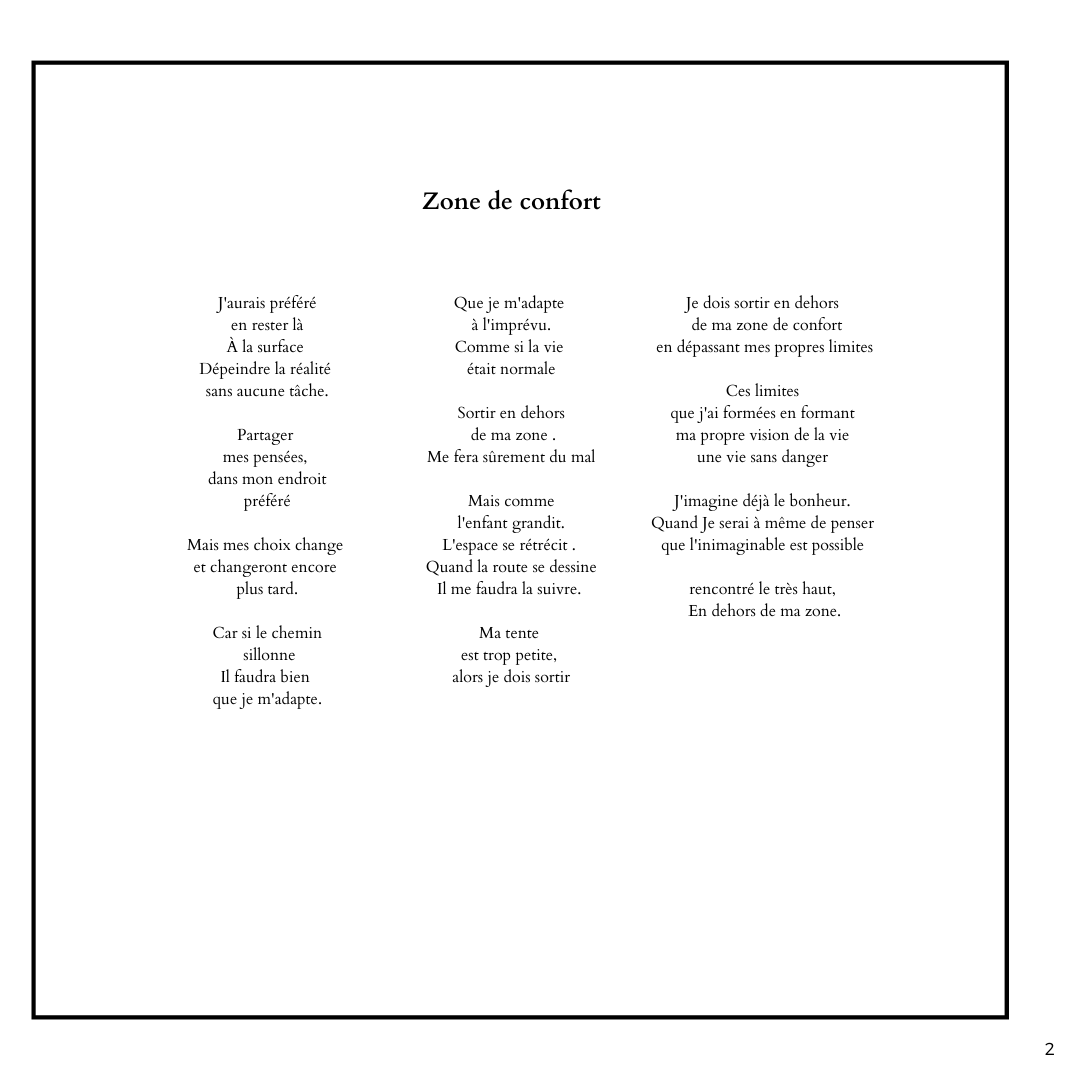 Zone de confort
J'aurais préféré
en rester là
À la surface
Dépeindre la réalité
sans aucune tâche.
Partager
mes pensées,
dans mon endroit
préféré
Mais mes choix change
et changeront encore
plus tard.
Car si le chemin
sillonne
Il faudra bien
que je m'adapte.
Que je m'adapte
à l'imprévu.
Comme si la vie
était normale
Sortir en dehors
de ma zone .
Me fera sûrement du mal
Mais comme
l'enfant grandit.
L'espace se rétrécit .
Quand la route se dessine
Il me faudra la suivre.
Ma tente
est trop petite,
alors je dois sortir
Je dois sortir en dehors
de ma zone de confort
en dépassant mes propres limites
Ces limites
que j'ai formées en formant
ma propre vision de la vie
une vie sans danger
J'imagine déjà le bonheur.
Quand Je serai à même de penser
que l'inimaginable est possible
rencontré le très haut,
En dehors de ma zone.
2